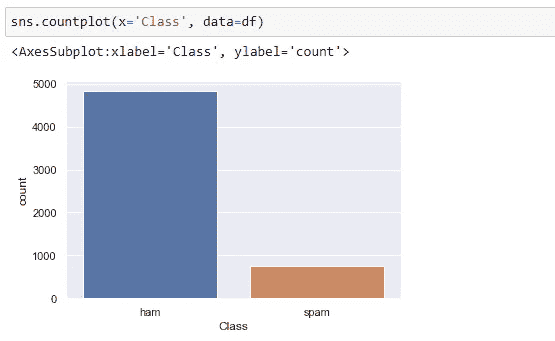 sns.countplot(x='Class', data=df)
<AxesSubplot:xlabel='Class', ylabel='count'>
5000
4000
3000
2000
1000
0
count
ham
spam
Class